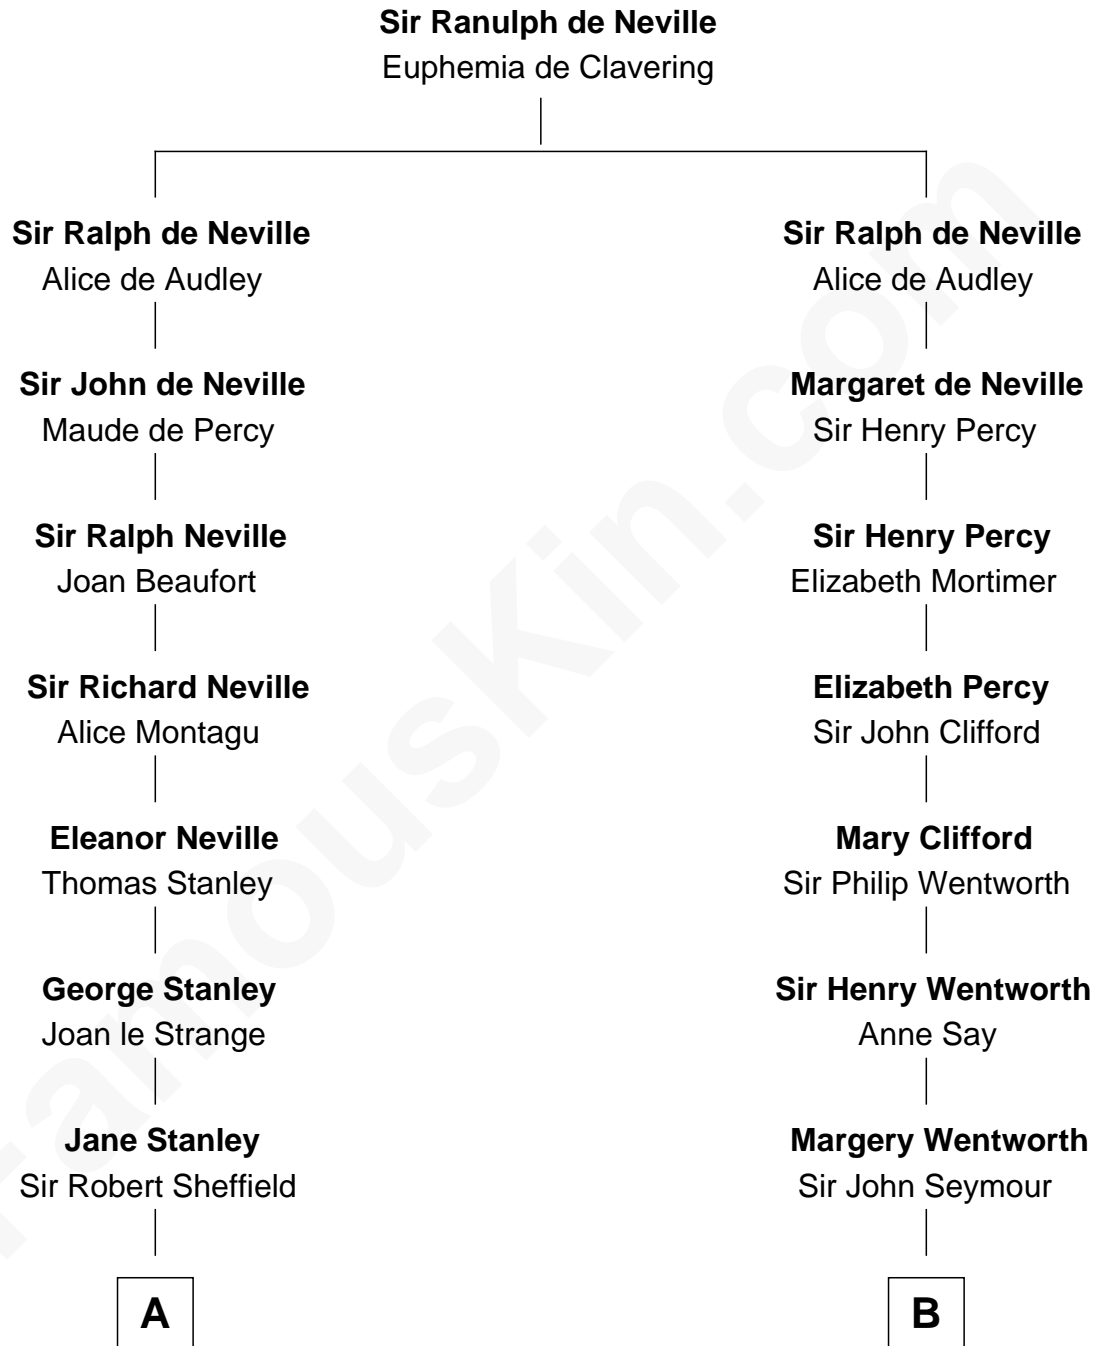 Sir Ranulph de Neville
Euphemia de Clavering
Sir Ralph de Neville
Alice de Audley
Sir Ralph de Neville
Alice de Audley
Sir John de Neville
Maude de Percy
Margaret de Neville
Sir Henry Percy
Sir Ralph Neville
Joan Beaufort
Sir Henry Percy
Elizabeth Mortimer
Sir Richard Neville
Alice Montagu
Elizabeth Percy
Sir John Clifford
Eleanor Neville
Thomas Stanley
Mary Clifford
Sir Philip Wentworth
George Stanley
Joan le Strange
Sir Henry Wentworth
Anne Say
Jane Stanley
Sir Robert Sheffield
Margery Wentworth
Sir John Seymour
A
B
FamousKin.com